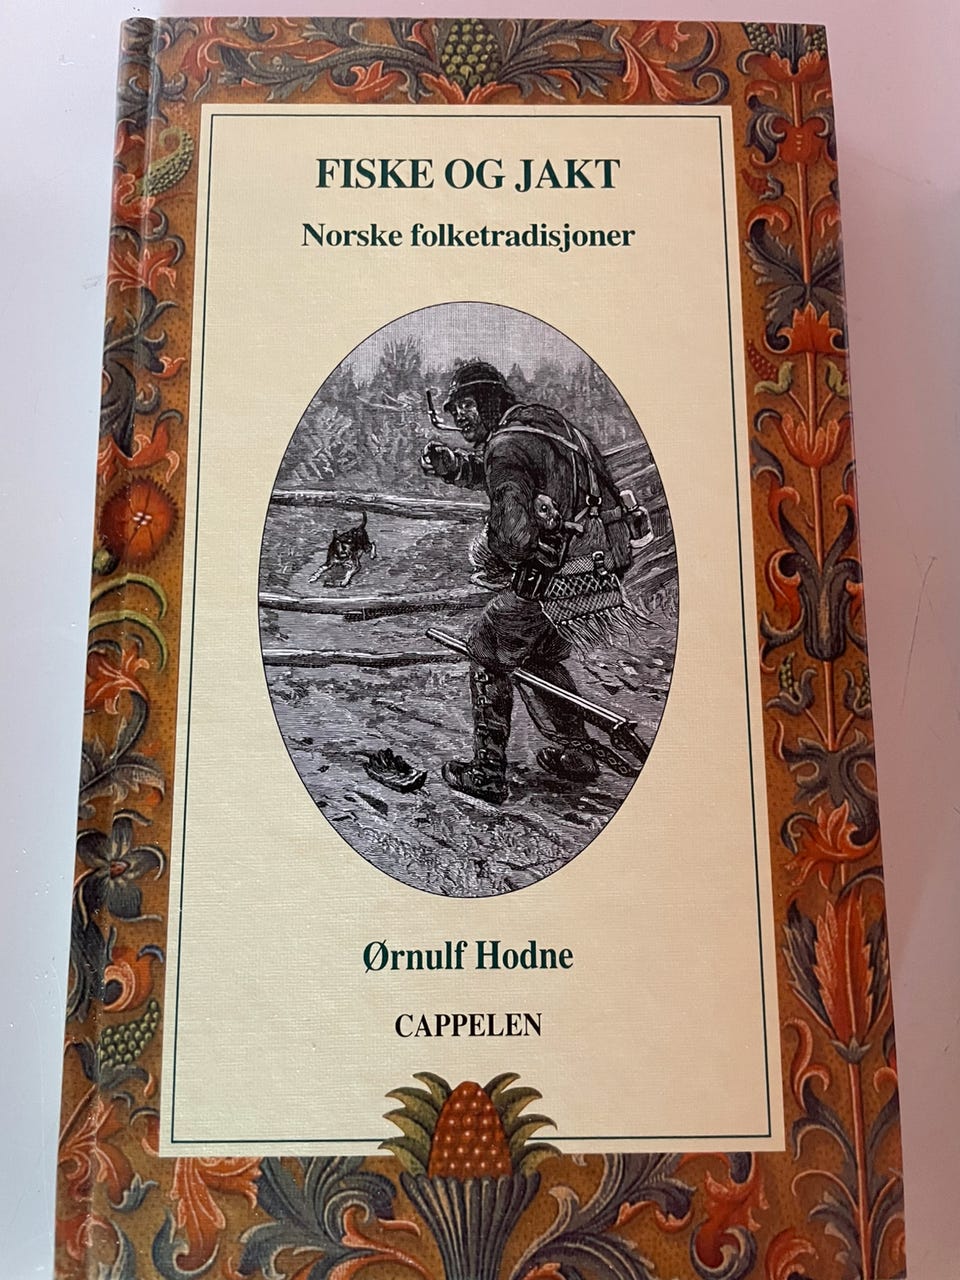 FISKE OG JAKT
Norske folketradisjoner
Ørnulf Hodne
CAPPELEN